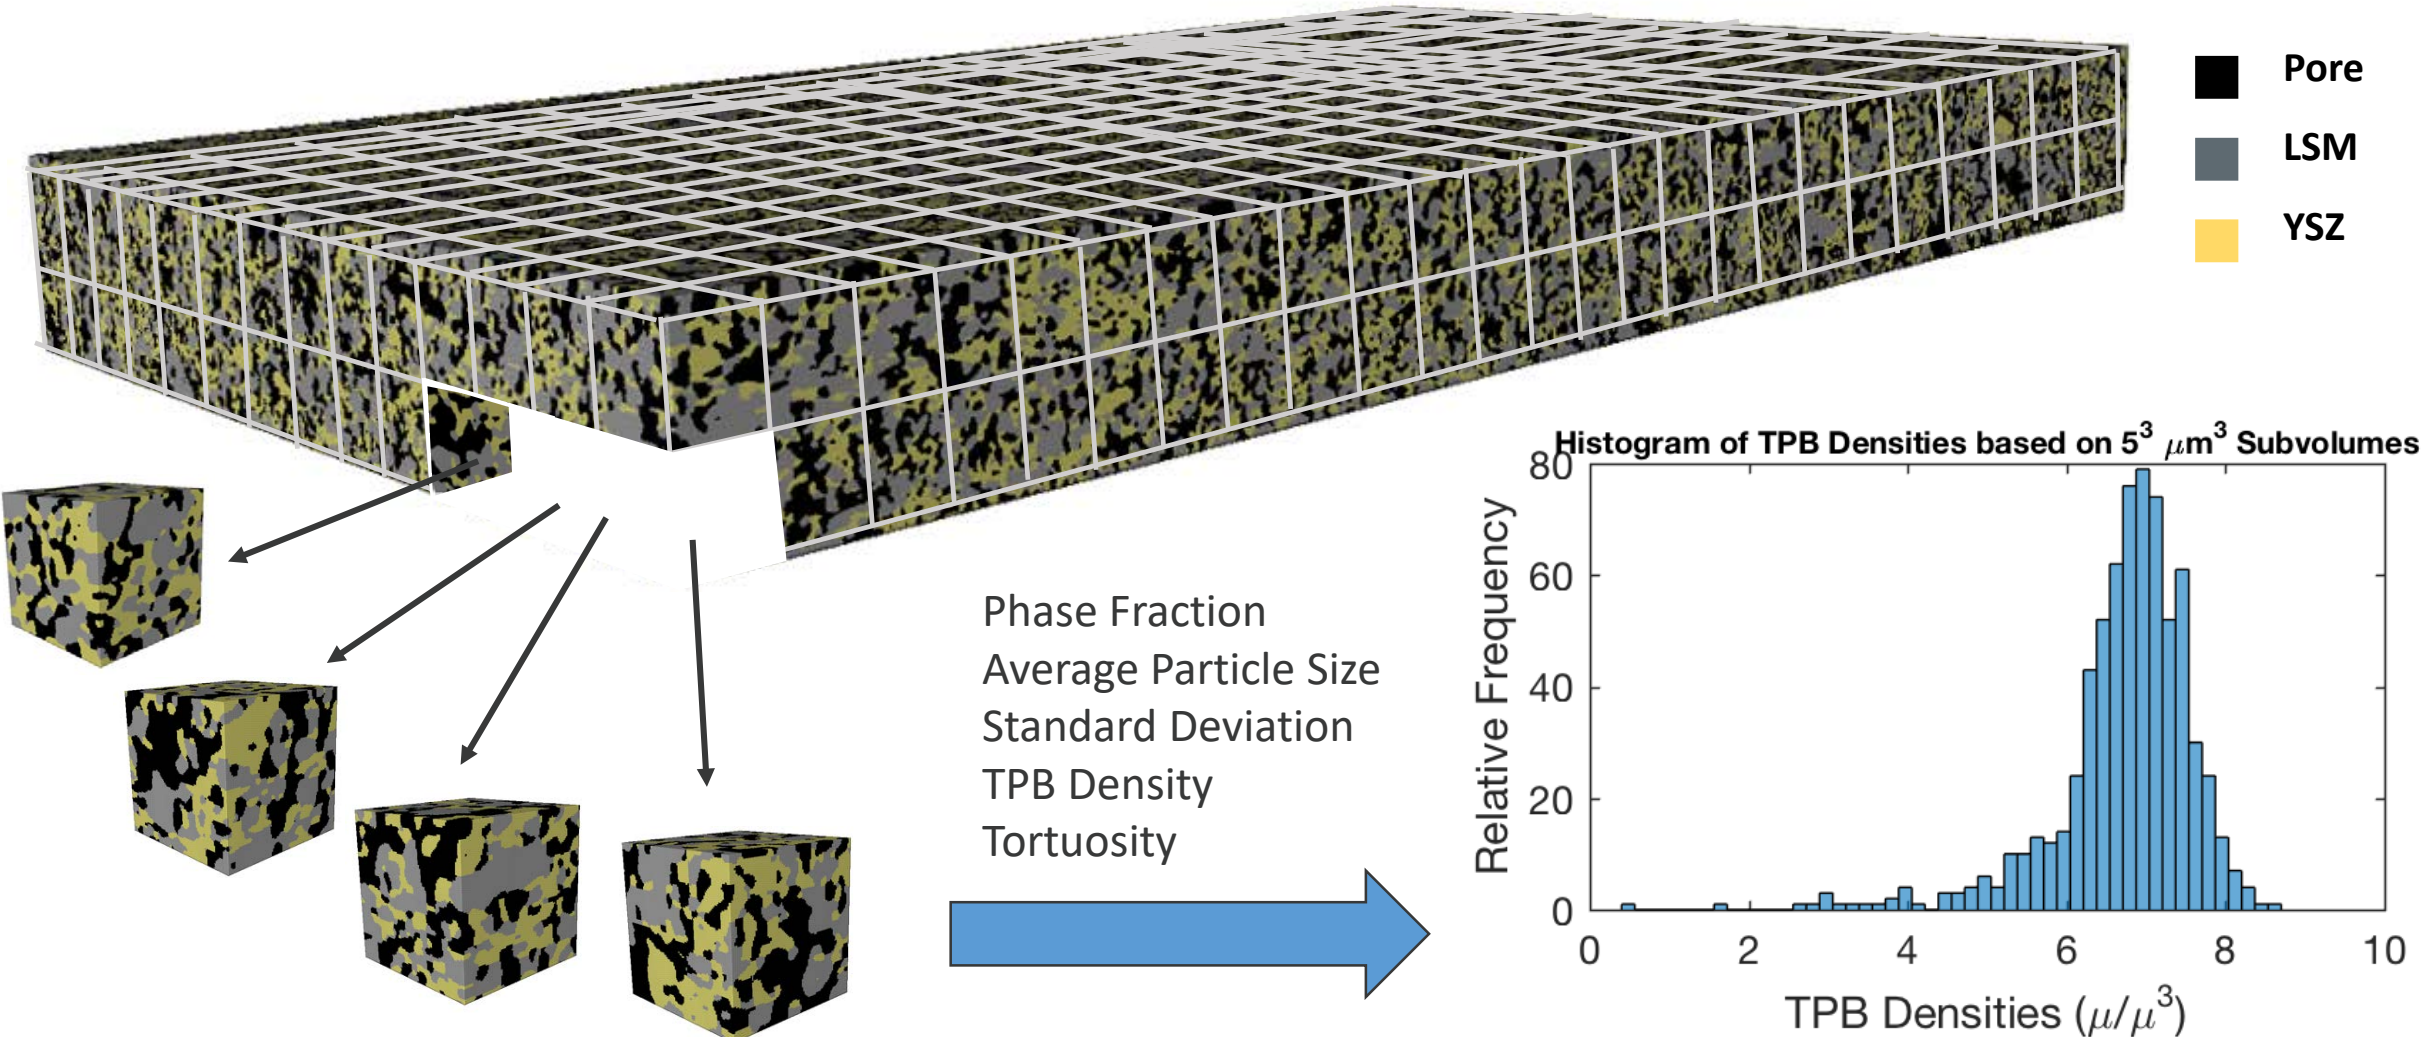 Pore
LSM
YSZ
Phase Fraction
Average Particle Size
Standard Deviation
TPB Density
Tortuosity
Histogram of TPB Densities based on 5³ μm³ Subvolumes
Relative Frequency
80
60
40
20
0
0 2 4 6 8 10
TPB Densities (μ/μ³)